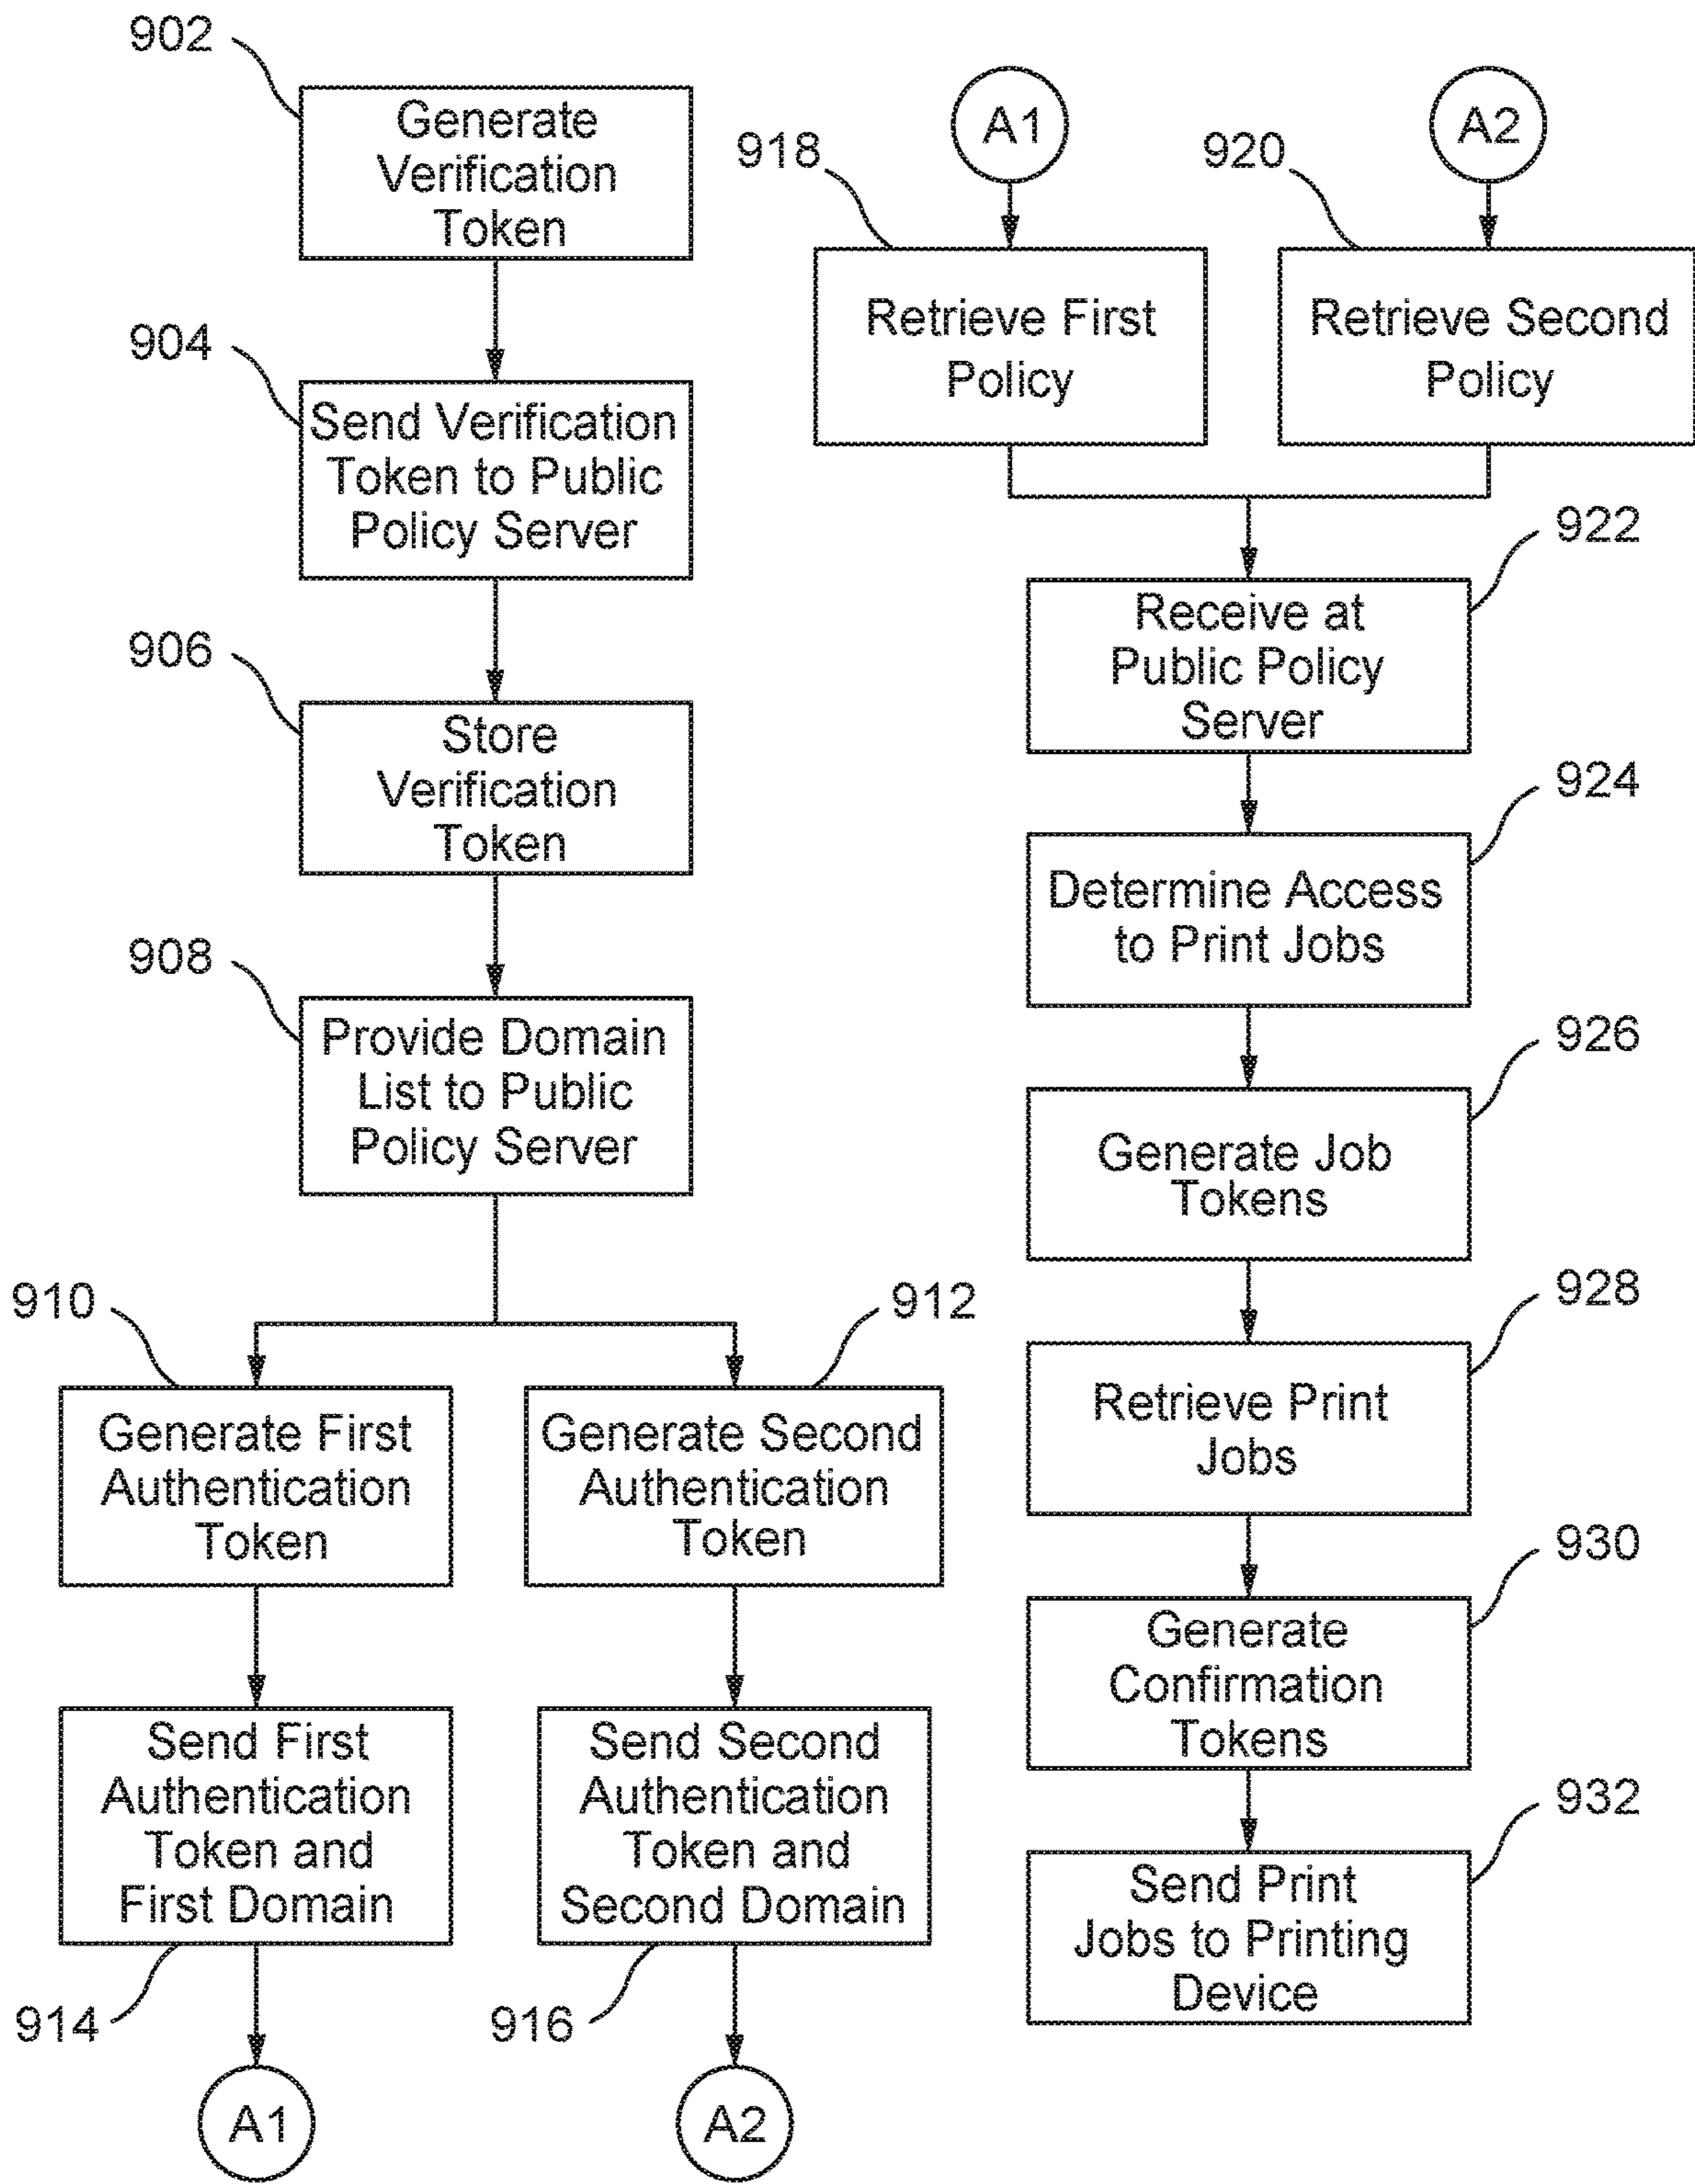 902
Generate
Verification
Token
904
Send Verification
Token to Public
Policy Server
906
Store
Verification
Token
908
Provide Domain
List to Public
Policy Server
910
Generate First
Authentication
Token
912
Generate Second
Authentication
Token
Send First
Authentication
Token and
First Domain
914
A1
Send Second
Authentication
Token and
Second Domain
916
A2
A1
918
Retrieve First
Policy
A2
920
Retrieve Second
Policy
922
Receive at
Public Policy
Server
924
Determine Access
to Print Jobs
926
Generate Job
Tokens
928
Retrieve Print
Jobs
930
Generate
Confirmation
Tokens
932
Send Print
Jobs to Printing
Device